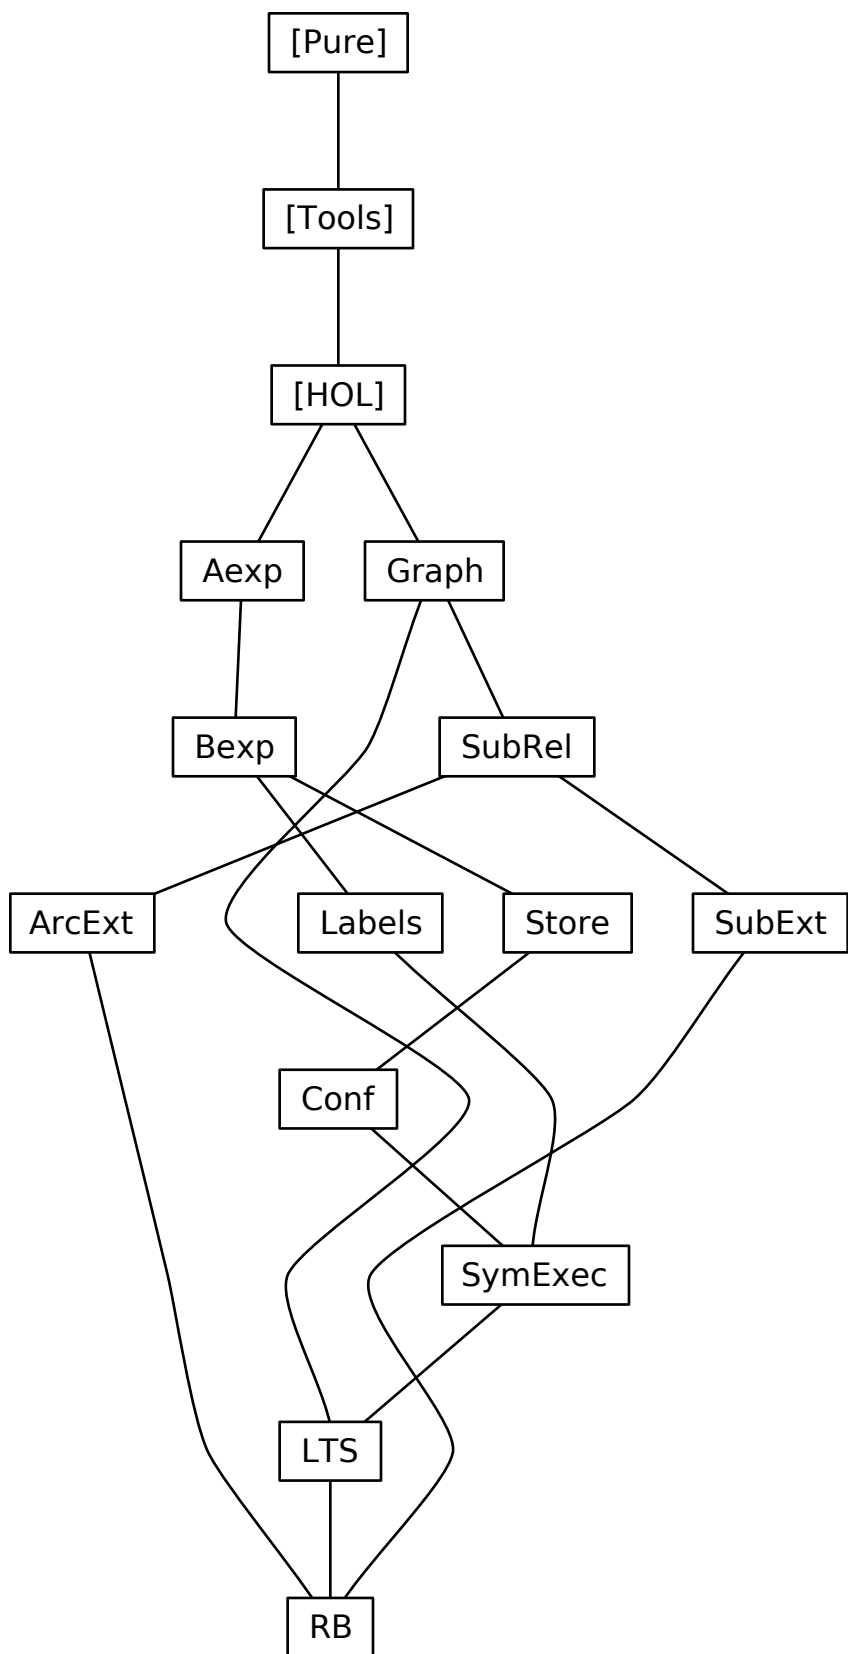 [Pure]
[Tools]
[HOL]
Aexp
Graph
Bexp
SubRel
ArcExt
Labels
Store
SubExt
Conf
SymExec
LTS
RB